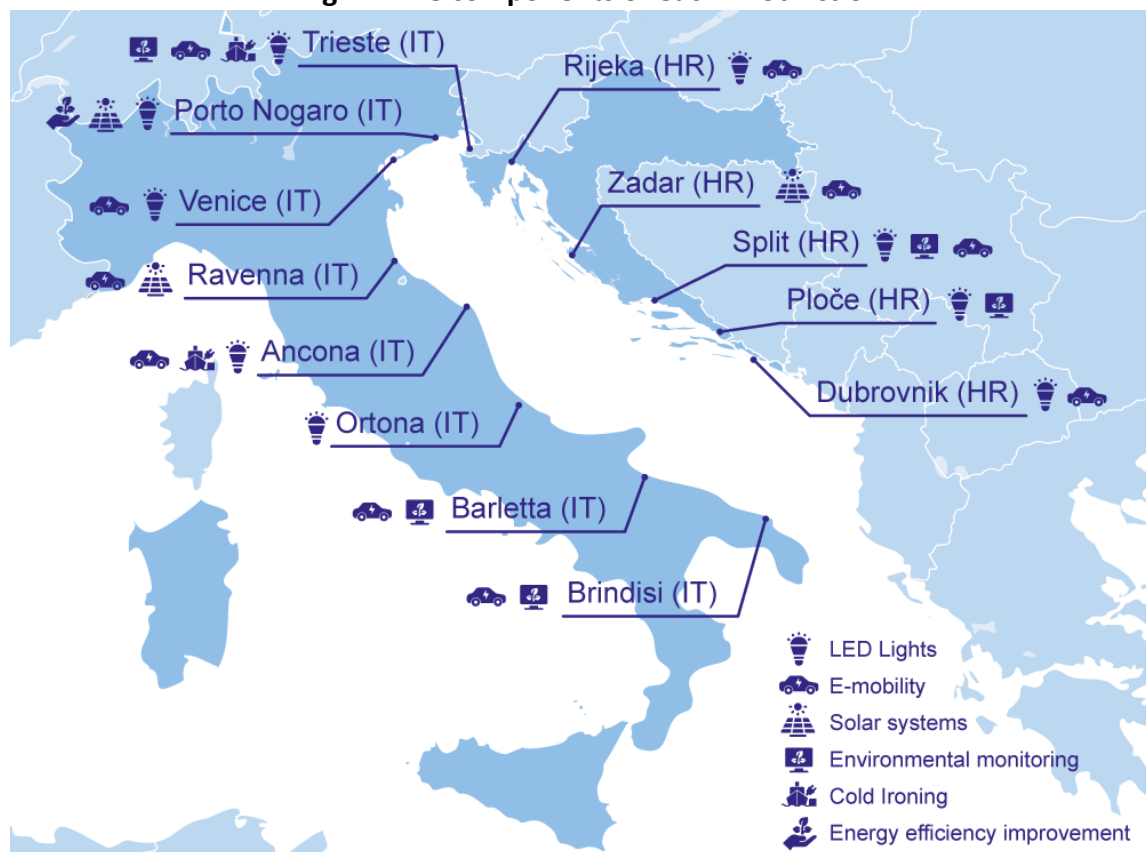 Trieste (IT)
Rijeka (HR)
Porto Nogaro (IT)
Zadar (HR)
Venice (IT)
Split (HR)
Ravenna (IT)
Ploče (HR)
Ancona (IT)
Dubrovnik (HR)
Ortona (IT)
Barletta (IT)
Brindisi (IT)
LED Lights
E-mobility
Solar systems
Environmental monitoring
Cold Ironing
Energy efficiency improvement